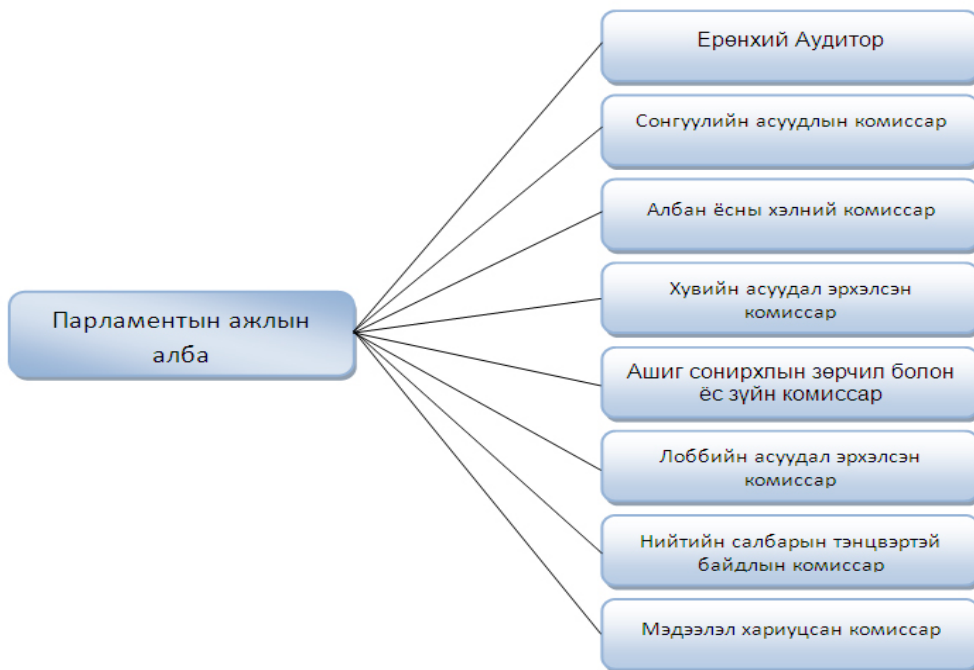 Ерөнхий Аудитор
Сонгуулийн асуудлын комиссар
Албан ёсны хэлний комиссар
Хувийн асуудал эрхэлсэн
комиссар
Парламентын ажлын
алба
Ашиг сонирхлын зөрчил болон
ёс зүйн комиссар
Лоббийн асуудал эрхэлсэн
комиссар
Нийтийн салбарын тэнцвэртэй
байдлын комиссар
Мэдээлэл хариуцсан комиссар